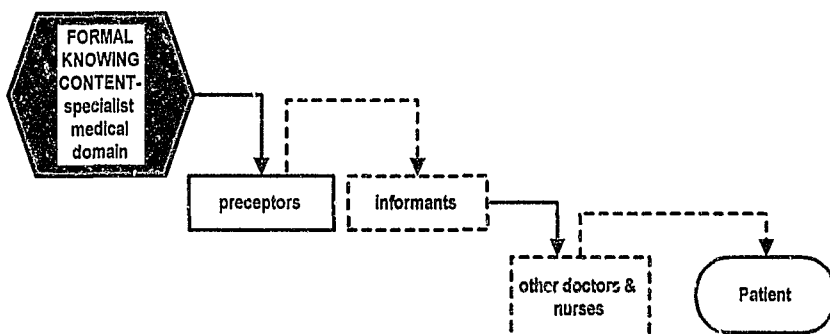 FORMAL
KNOWING
CONTENT-
specialist
medical
domain
preceptors
informants
other doctors &
nurses
Patient